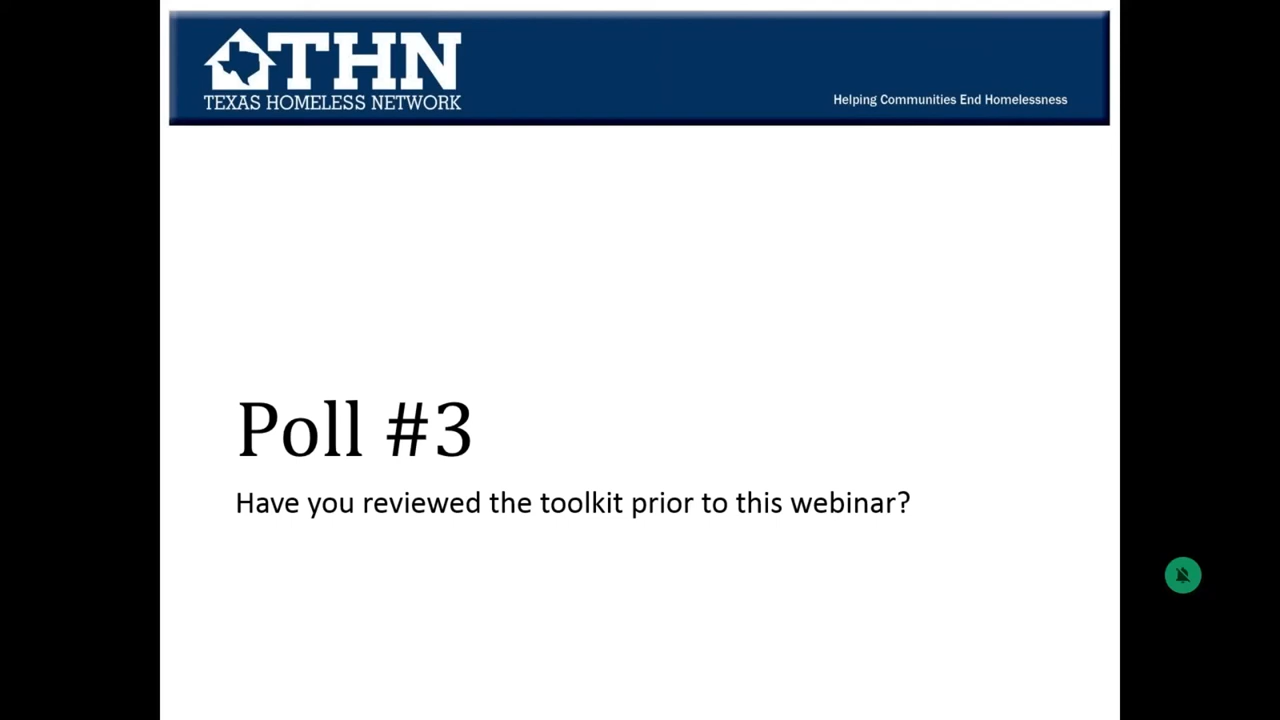 THN
TEXAS HOMELESS NETWORK
Helping Communities End Homelessness
Poll #3
Have you reviewed the toolkit prior to this webinar?